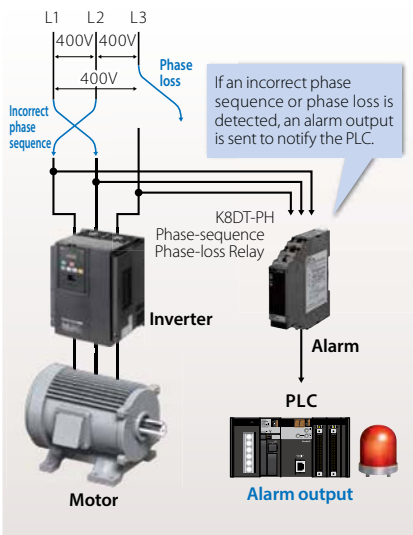 L1 L2 L3
400V 400V
400V
Phase
loss
Incorrect
phase
sequence
If an incorrect phase
sequence or phase loss is
detected, an alarm output
is sent to notify the PLC.
K8DT-PH
Phase-sequence
Phase-loss Relay
Inverter
Alarm
PLC
Motor
Alarm output